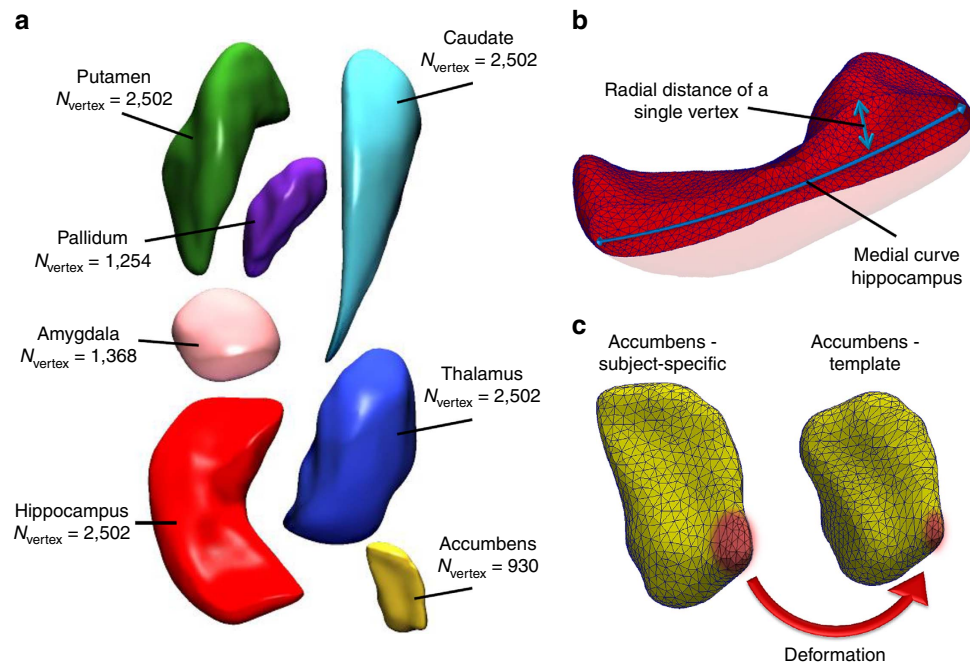 a
Putamen
Nvertex = 2,502
Caudate
Nvertex = 2,502
Pallidum
Nvertex = 1,254
Amygdala
Nvertex = 1,368
Thalamus
Nvertex = 2,502
Hippocampus
Nvertex = 2,502
Accumbens
Nvertex = 930
b
Radial distance of a
single vertex
Medial curve
hippocampus
c
Accumbens -
subject-specific
Accumbens -
template
Deformation